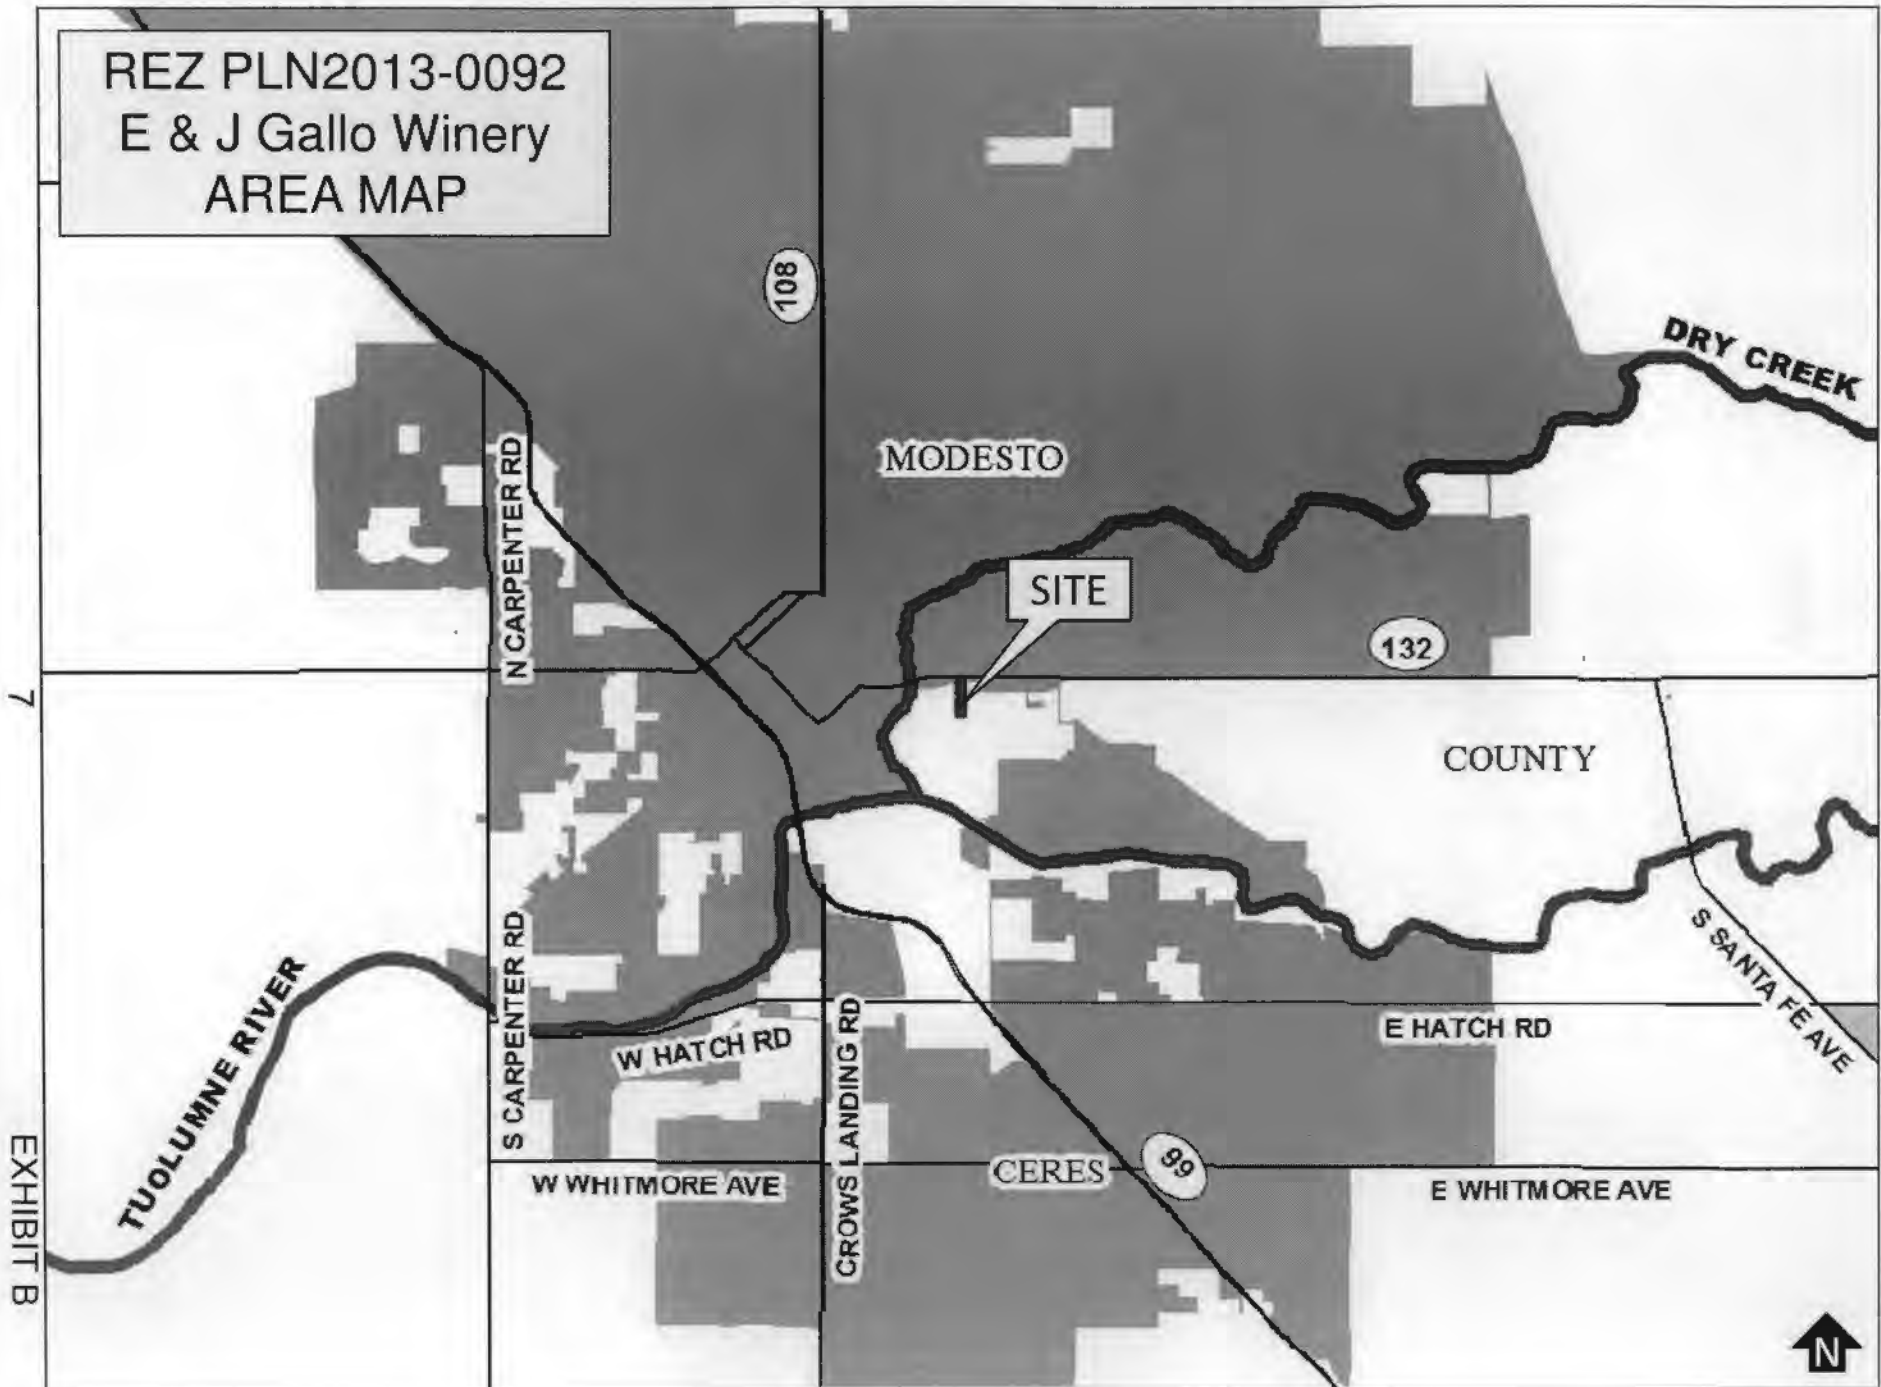 REZ PLN2013-0092
E & J Gallo Winery
AREA MAP
108
DRY CREEK
MODESTO
N CARPENTER RD
SITE
132
7
COUNTY
TUOLUMNE RIVER
S CARPENTER RD
W HATCH RD
CROWS LANDING RD
E HATCH RD
S SANTA FE AVE
W WHITMORE AVE
CERES
99
E WHITMORE AVE
EXHIBIT B
N